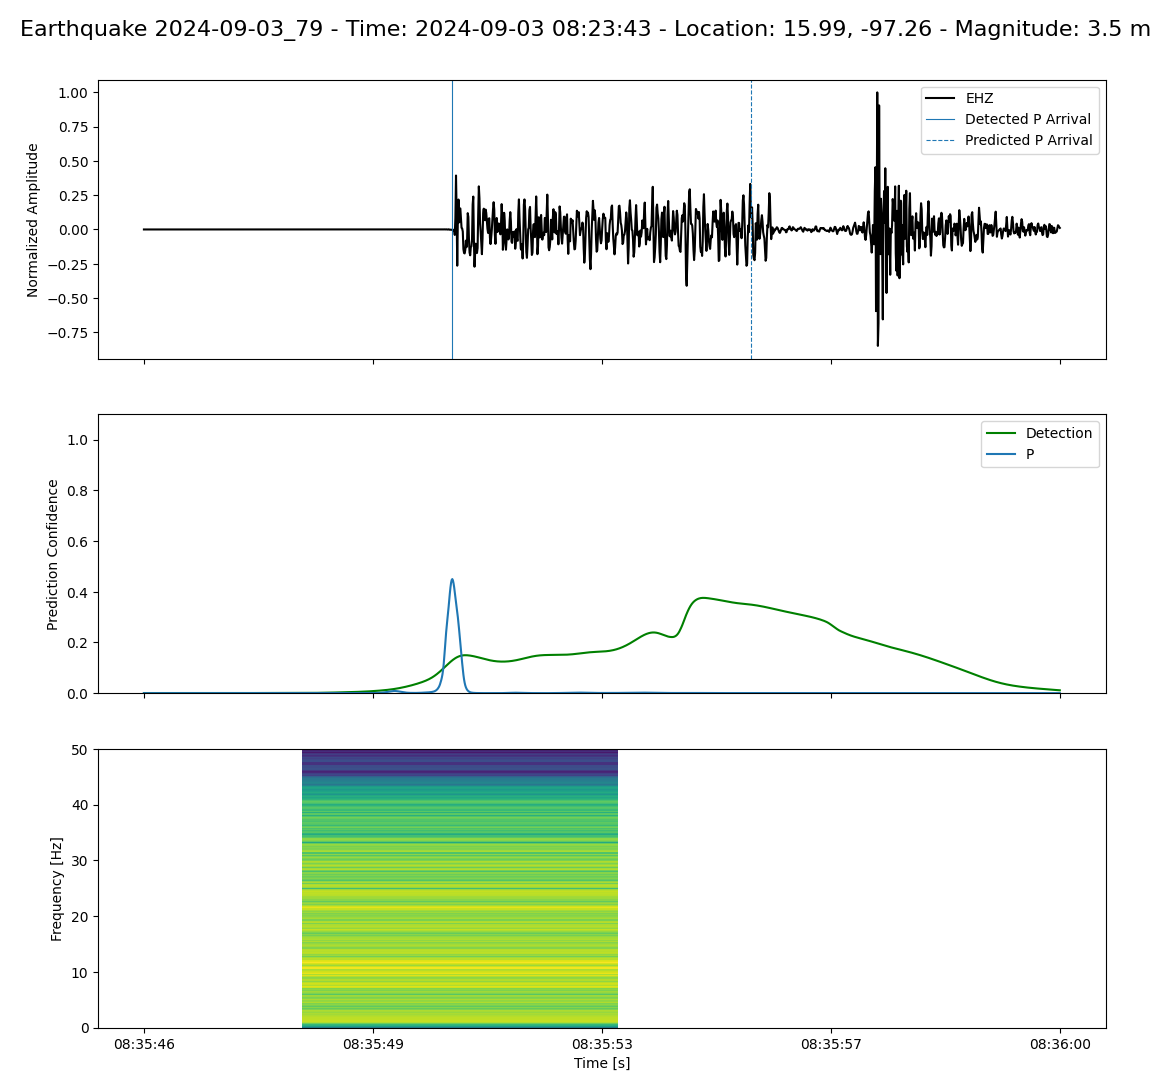 Earthquake 2024-09-03_79 - Time: 2024-09-03 08:23:43 - Location: 15.99, -97.26 - Magnitude: 3.5 m
Normalized Amplitude
1.00
0.75
0.50
0.25
0.00
−0.25
−0.50
−0.75
EHZ
Detected P Arrival
Predicted P Arrival
Prediction Confidence
1.0
0.8
0.6
0.4
0.2
0.0
Detection
P
Frequency [Hz]
50
40
30
20
10
0
08:35:46
08:35:49
08:35:53
08:35:57
08:36:00
Time [s]